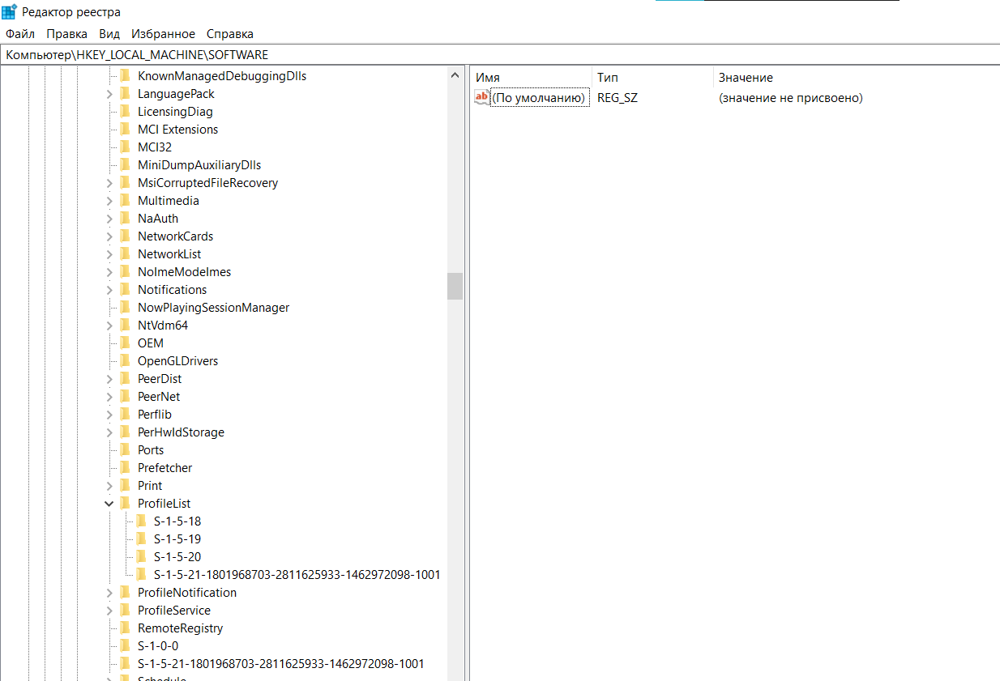 Редактор реестра
Файл Правка Вид Избранное Справка
Компьютер\HKEY_LOCAL_MACHINE\SOFTWARE
KnownManagedDebuggingDlls
LanguagePack
LicensingDiag
MCI Extensions
MCI32
MiniDumpAuxiliaryDlls
MsiCorruptedFileRecovery
Multimedia
NaAuth
NetworkCards
NetworkList
NoImeModeImes
Notifications
NowPlayingSessionManager
NtVdm64
OEM
OpenGLDrivers
PeerDist
PeerNet
Perflib
PerHwIdStorage
Ports
Prefetcher
Print
ProfileList
S-1-5-18
S-1-5-19
S-1-5-20
S-1-5-21-1801968703-2811625933-1462972098-1001
ProfileNotification
ProfileService
RemoteRegistry
S-1-0-0
S-1-5-21-1801968703-2811625933-1462972098-1001
Schedule
Имя Тип Значение
ab (По умолчанию) REG_SZ (значение не присвоено)